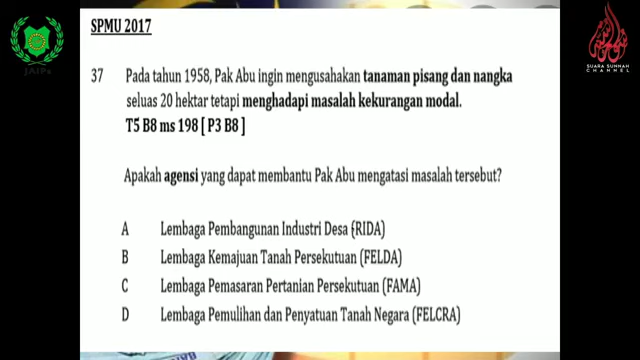 SPMU 2017
JAIPs
SUARA SUNNAH
CHANNEL
37 Pada tahun 1958, Pak Abu ingin mengusahakan tanaman pisang dan nangka
seluas 20 hektar tetapi menghadapi masalah kekurangan modal.
T5 B8 ms 198 [ P3 B8 ]
Apakah agensi yang dapat membantu Pak Abu mengatasi masalah tersebut?
A Lembaga Pembangunan Industri Desa (RIDA)
B Lembaga Kemajuan Tanah Persekutuan (FELDA)
C Lembaga Pemasaran Pertanian Persekutuan (FAMA)
D Lembaga Pemulihan dan Penyatuan Tanah Negara (FELCRA)